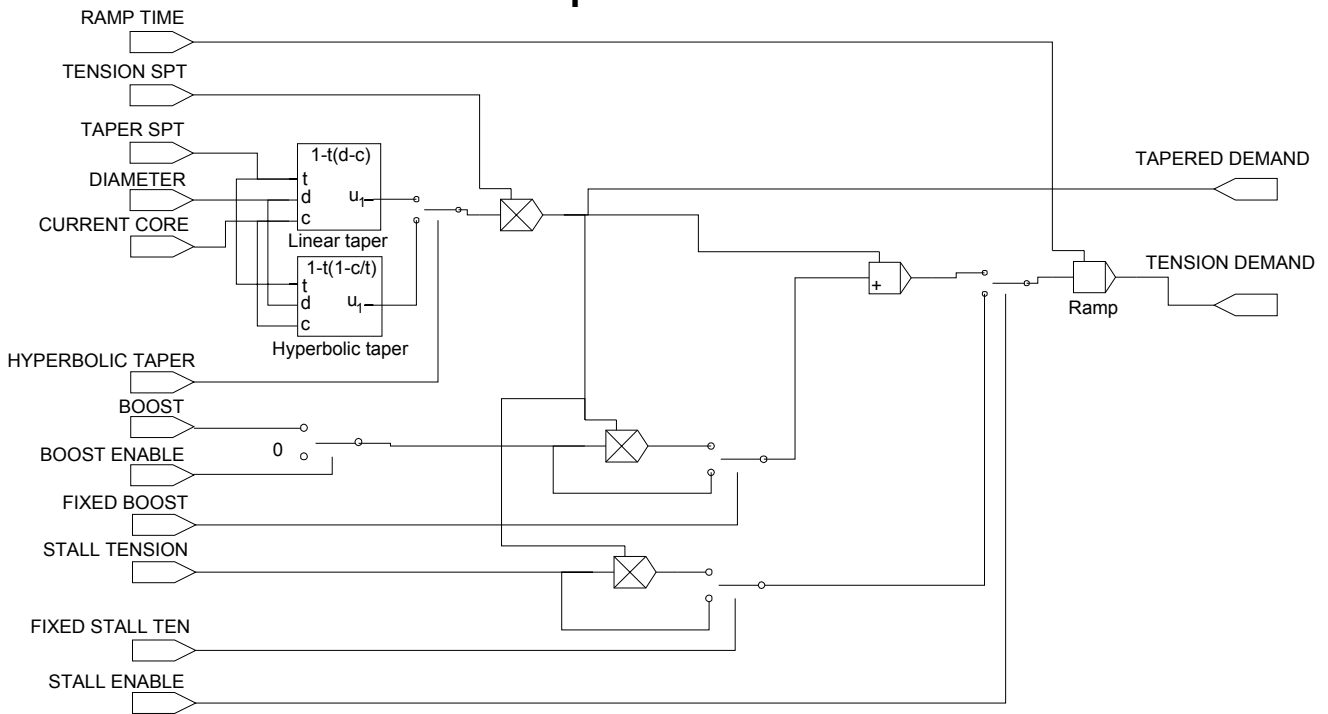 RAMP TIME
TENSION SPT
TAPER SPT
DIAMETER
CURRENT CORE
1-t(d-c)
t
d
c
u1
Linear taper
1-t(1-c/t)
t
d
c
u1
Hyperbolic taper
HYPERBOLIC TAPER
BOOST
0
BOOST ENABLE
FIXED BOOST
STALL TENSION
FIXED STALL TEN
STALL ENABLE
TAPERED DEMAND
+
TENSION DEMAND
Ramp